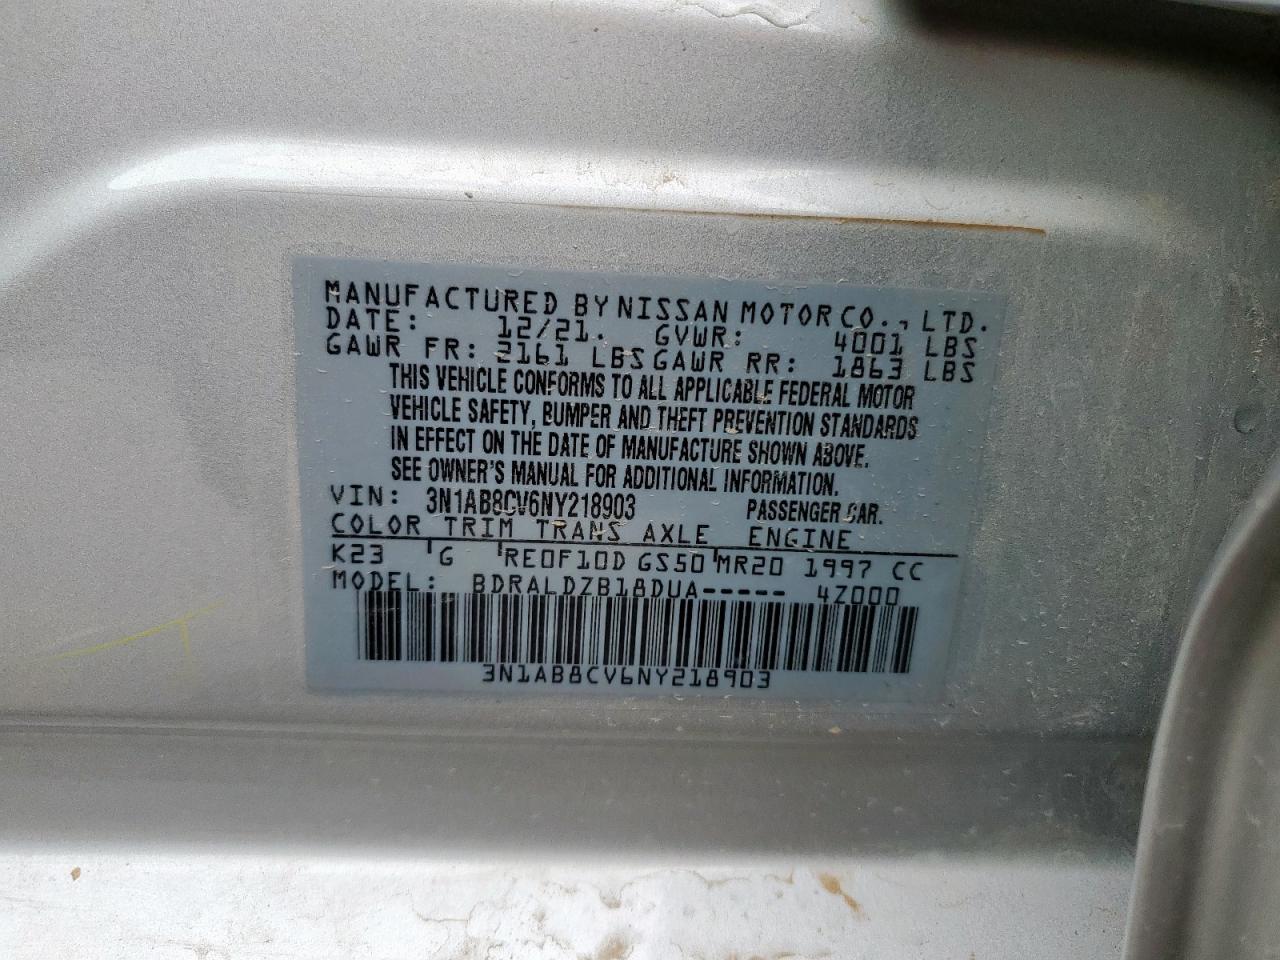 MANUFACTURED BY NISSAN MOTOR CO., LTD.
DATE: 12/21. GVWR: 4001 LBS
GAWR FR: 2161 LBS GAWR RR: 1863 LBS
THIS VEHICLE CONFORMS TO ALL APPLICABLE FEDERAL MOTOR
VEHICLE SAFETY, BUMPER AND THEFT PREVENTION STANDARDS
IN EFFECT ON THE DATE OF MANUFACTURE SHOWN ABOVE.
SEE OWNER'S MANUAL FOR ADDITIONAL INFORMATION.
VIN: 3N1AB8CV6NY218903 PASSENGER CAR.
COLOR TRIM TRANS AXLE ENGINE
K23 G RE0F10D GS50 MR20 1997 CC
MODEL: BDRALDZB18DUA----- 4Z000
3N1AB8CV6NY218903